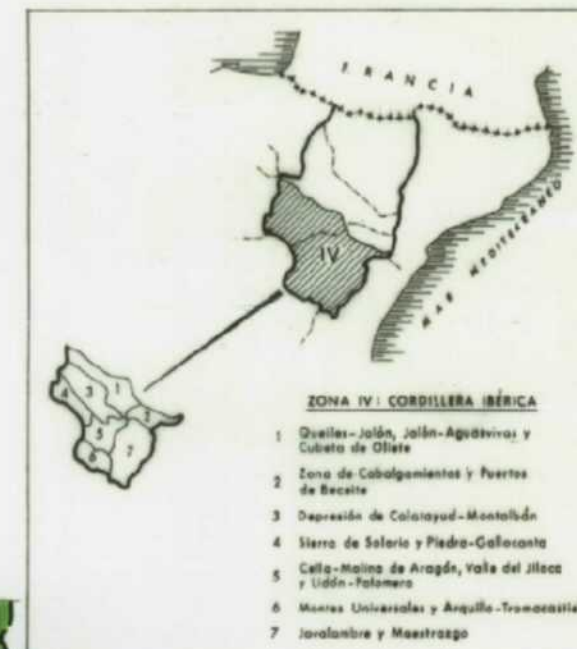 FRANCIA
MAR MEDITERRANEO
IV
1
2
3
4
5
6
7
ZONA IV: CORDILLERA IBÉRICA
1 Queiles-Jalón, Jalón-Aguasvivas y
Cubeta de Oliete
2 Zona de Cabalgamientos y Puertos
de Beceite
3 Depresión de Calatayud-Montalbán
4 Sierra de Solorio y Piedra-Gallocanta
5 Cella-Molina de Aragón, Valle del Jiloca
y Lidón-Palomera
6 Montes Universales y Arquillo-Tramacastiel
7 Javalambre y Maestrazgo